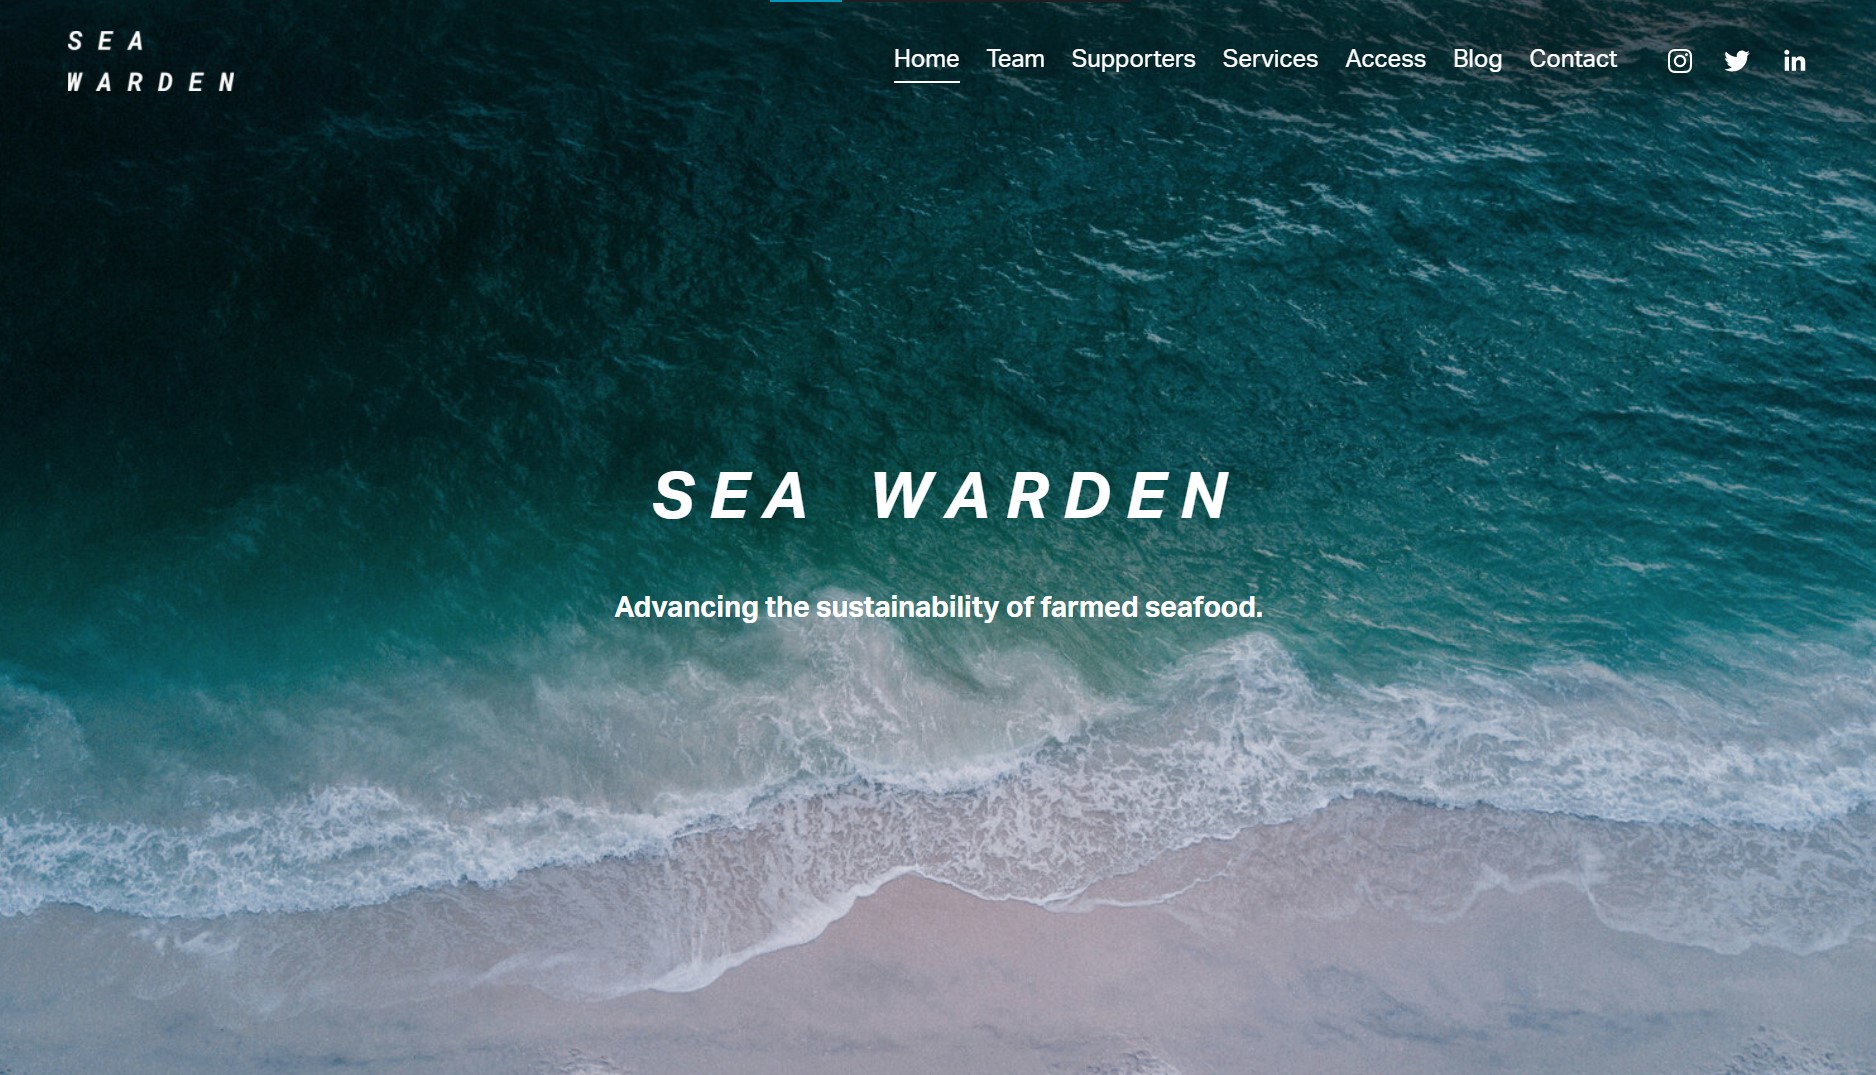 SEA
WARDEN
Home Team Supporters Services Access Blog Contact
SEA WARDEN
Advancing the sustainability of farmed seafood.